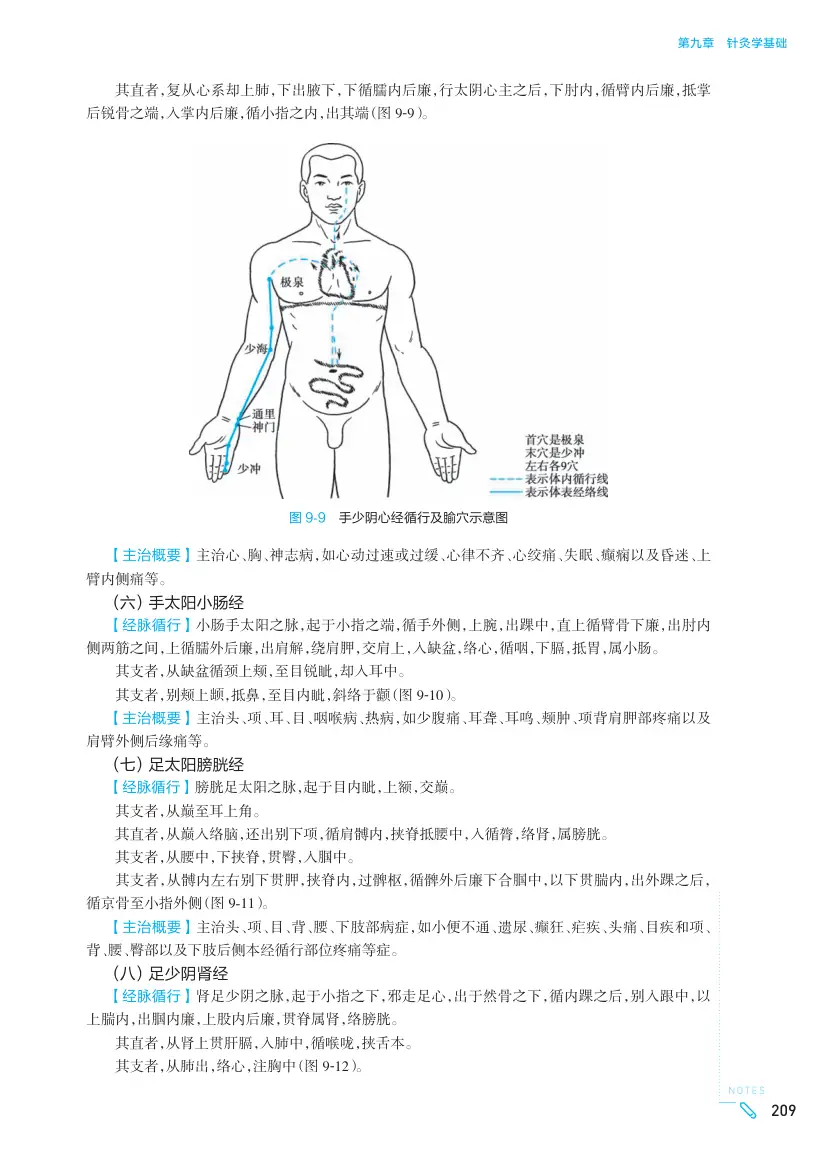 第九章 针灸学基础
其直者,复从心系却上肺,下出腋下,下循臑内后廉,行太阴心主之后,下肘内,循臂内后廉,抵掌
后锐骨之端,入掌内后廉,循小指之内,出其端(图 9-9)。
极泉
少海
通里
神门
少冲
首穴是极泉
末穴是少冲
左右各9穴
表示体内循行线
表示体表经络线
图 9-9 手少阴心经循行及腧穴示意图
【主治概要】主治心、胸、神志病,如心动过速或过缓、心律不齐、心绞痛、失眠、癫痫以及昏迷、上
臂内侧痛等。
(六)手太阳小肠经
【经脉循行】小肠手太阳之脉,起于小指之端,循手外侧,上腕,出踝中,直上循臂骨下廉,出肘内
侧两筋之间,上循臑外后廉,出肩解,绕肩胛,交肩上,入缺盆,络心,循咽,下膈,抵胃,属小肠。
其支者,从缺盆循颈上颊,至目锐眦,却入耳中。
其支者,别颊上䪼,抵鼻,至目内眦,斜络于颧(图 9-10)。
【主治概要】主治头、项、耳、目、咽喉病、热病,如少腹痛、耳聋、耳鸣、颊肿、项背肩胛部疼痛以及
肩臂外侧后缘痛等。
(七)足太阳膀胱经
【经脉循行】膀胱足太阳之脉,起于目内眦,上额,交巅。
其支者,从巅至耳上角。
其直者,从巅入络脑,还出别下项,循肩髆内,挟脊抵腰中,入循膂,络肾,属膀胱。
其支者,从腰中,下挟脊,贯臀,入腘中。
其支者,从髆内左右别下贯胛,挟脊内,过髀枢,循髀外后廉下合腘中,以下贯腨内,出外踝之后,
循京骨至小指外侧(图 9-11)。
【主治概要】主治头、项、目、背、腰、下肢部病症,如小便不通、遗尿、癫狂、疟疾、头痛、目疾和项、
背、腰、臀部以及下肢后侧本经循行部位疼痛等症。
(八)足少阴肾经
【经脉循行】肾足少阴之脉,起于小指之下,邪走足心,出于然骨之下,循内踝之后,别入跟中,以
上腨内,出腘内廉,上股内后廉,贯脊属肾,络膀胱。
其直者,从肾上贯肝膈,入肺中,循喉咙,挟舌本。
其支者,从肺出,络心,注胸中(图 9-12)。
NOTES
209